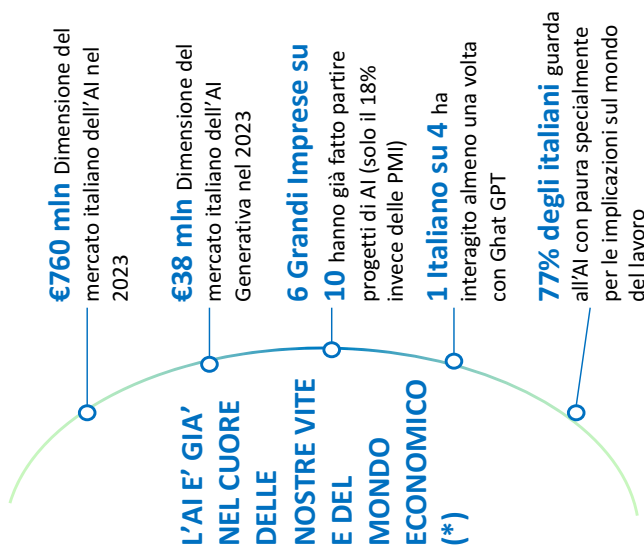 L'AI E' GIA'
NEL CUORE
DELLE
NOSTRE VITE
E DEL
MONDO
ECONOMICO
(*)
€760 mln Dimensione del
mercato italiano dell'AI nel
2023
€38 mln Dimensione del
mercato italiano dell'AI
Generativa nel 2023
6 Grandi Imprese su
10 hanno già fatto partire
progetti di AI (solo il 18%
invece delle PMI)
1 Italiano su 4 ha
interagito almeno una volta
con Ghat GPT
77% degli italiani guarda
all'AI con paura specialmente
per le implicazioni sul mondo
del lavoro